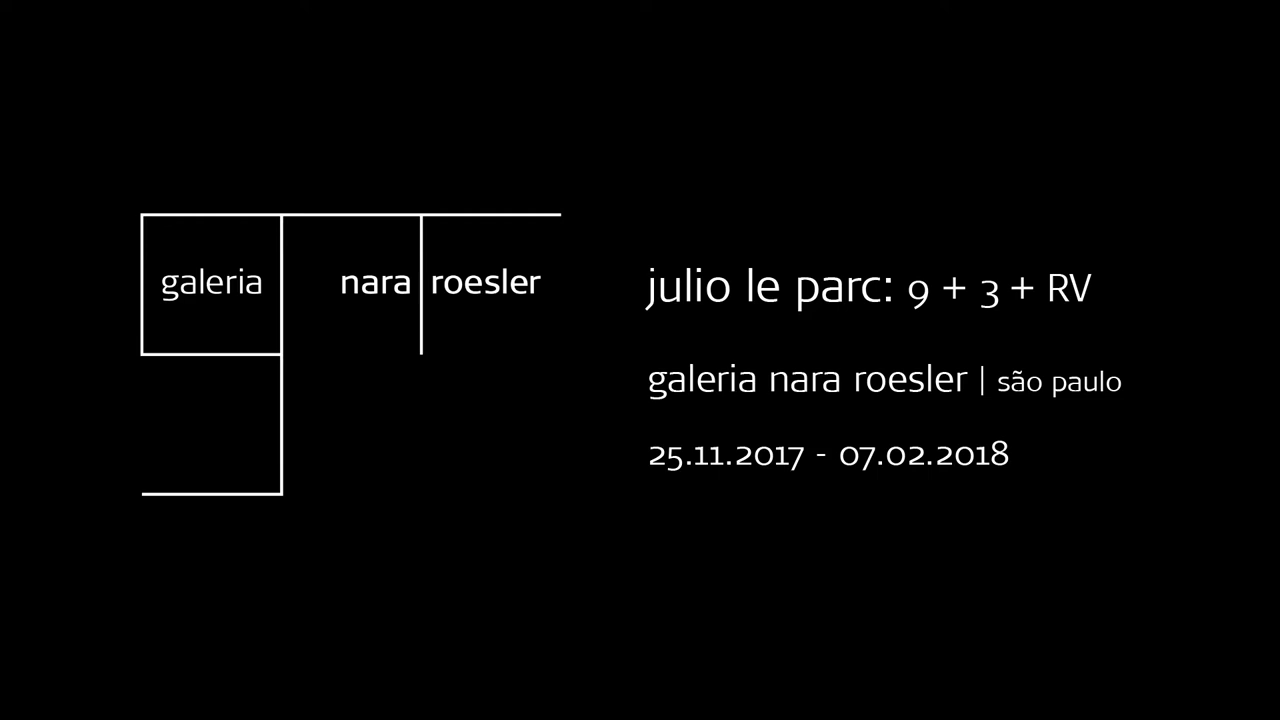 galeria nara roesler
julio le parc: 9 + 3 + RV
galeria nara roesler | são paulo
25.11.2017 - 07.02.2018